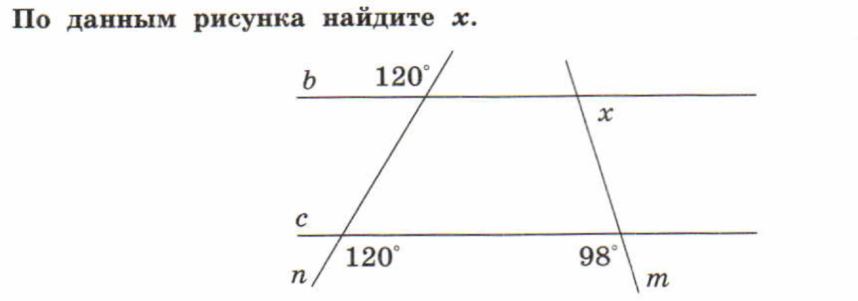 По данным рисунка найдите x.
b 120°
x
c
120° 98°
n m